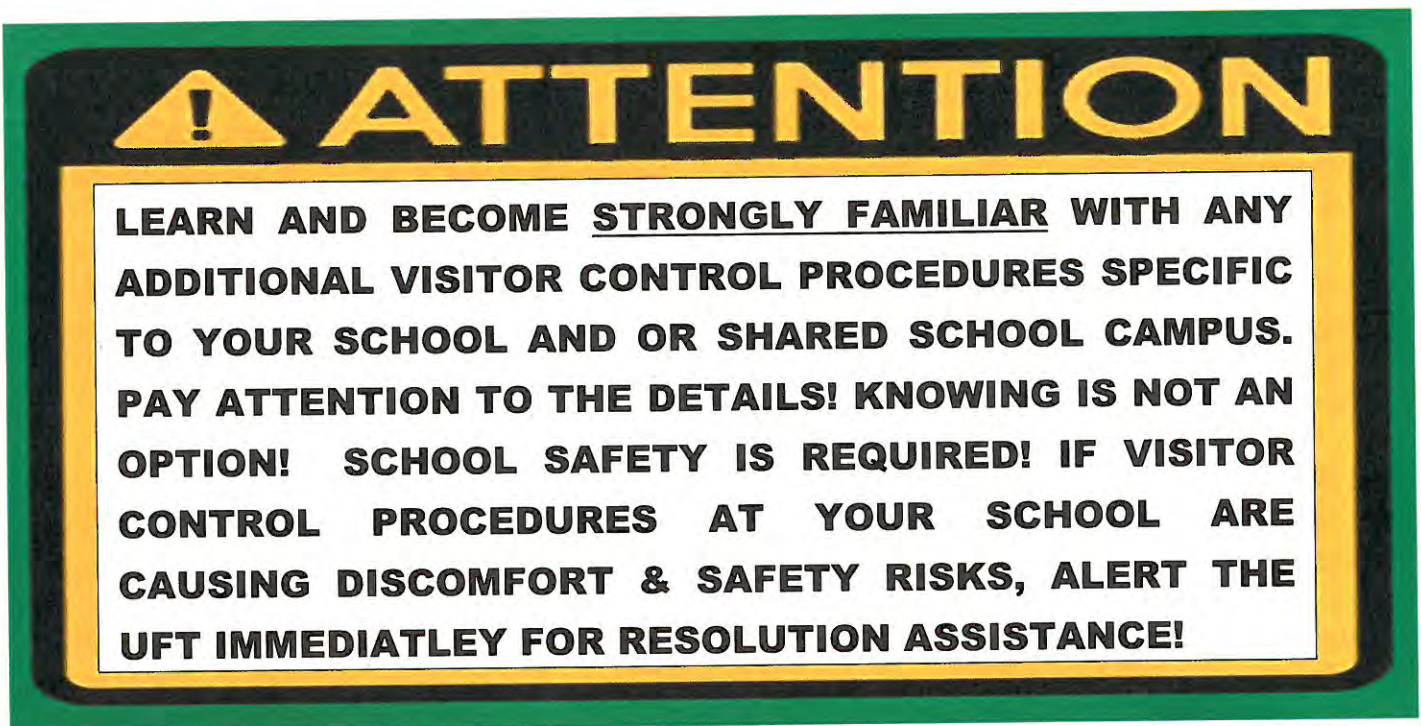 ATTENTION
LEARN AND BECOME STRONGLY FAMILIAR WITH ANY
ADDITIONAL VISITOR CONTROL PROCEDURES SPECIFIC
TO YOUR SCHOOL AND OR SHARED SCHOOL CAMPUS.
PAY ATTENTION TO THE DETAILS! KNOWING IS NOT AN
OPTION! SCHOOL SAFETY IS REQUIRED! IF VISITOR
CONTROL PROCEDURES AT YOUR SCHOOL ARE
CAUSING DISCOMFORT & SAFETY RISKS, ALERT THE
UFT IMMEDIATLEY FOR RESOLUTION ASSISTANCE!